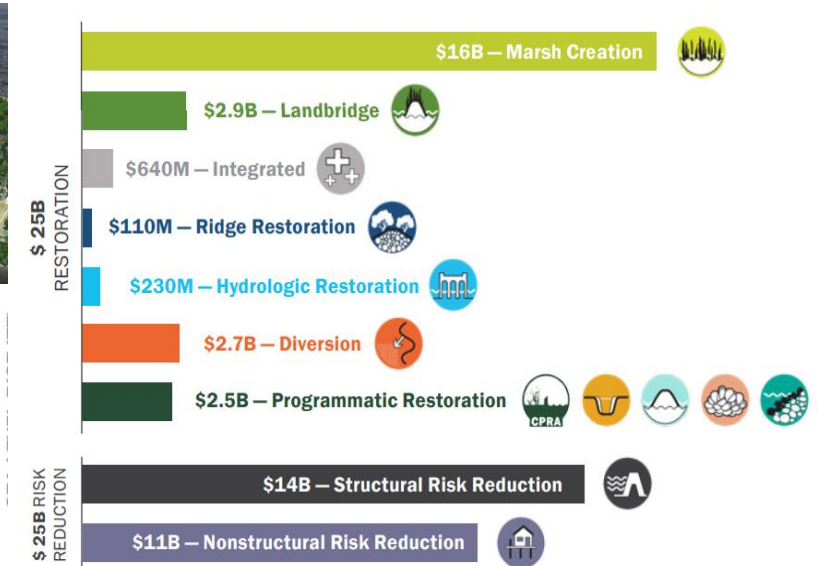 $16B — Marsh Creation
$2.9B — Landbridge
$640M — Integrated
$110M — Ridge Restoration
$230M — Hydrologic Restoration
$2.7B — Diversion
$2.5B — Programmatic Restoration
CPRA
$ 25B
RESTORATION
$14B — Structural Risk Reduction
$11B — Nonstructural Risk Reduction
$ 25B RISK
REDUCTION